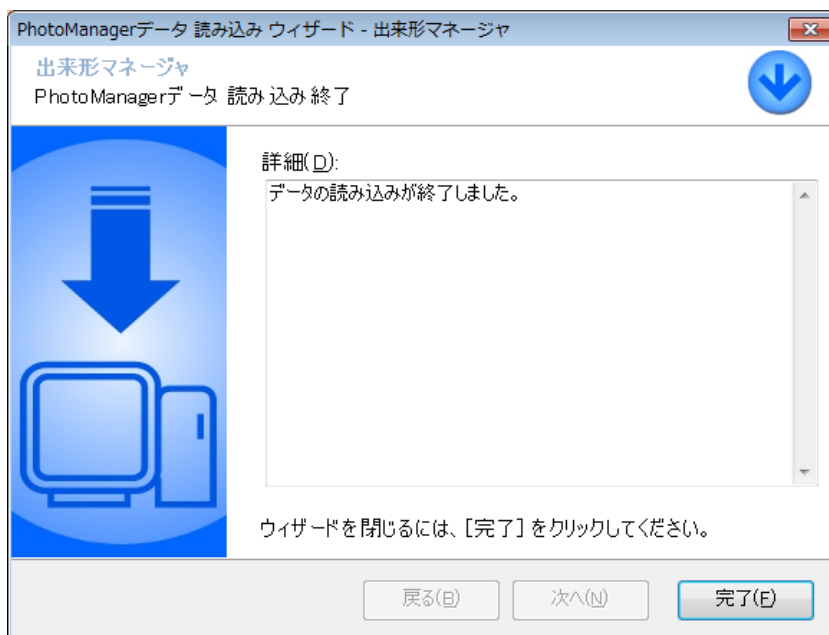 PhotoManagerデータ 読み込み ウィザード - 出来形マネージャ
出来形マネージャ
PhotoManagerデータ 読み込み終了
詳細(D):
データの読み込みが終了しました。
ウィザードを閉じるには、[完了]をクリックしてください。
戻る(B)
次へ(N)
完了(F)